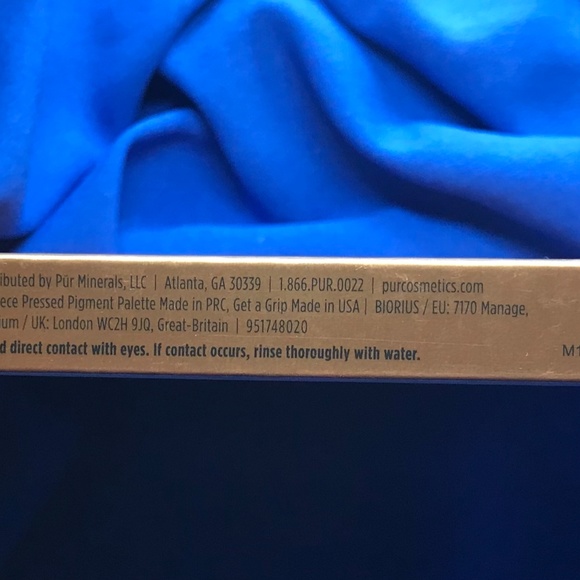 ributed by Pür Minerals, LLC | Atlanta, GA 30339 | 1.866.PUR.0022 | purcosmetics.com
ece Pressed Pigment Palette Made in PRC, Get a Grip Made in USA | BIORIUS / EU: 7170 Manage,
ium / UK: London WC2H 9JQ, Great-Britain | 951748020
d direct contact with eyes. If contact occurs, rinse thoroughly with water.
M1